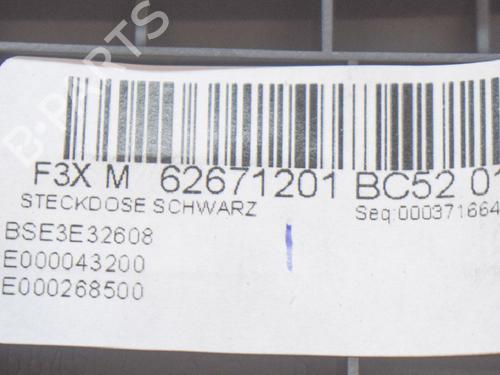 B-PARTS
F3X M 62671201 BC52 01
STECKDOSE SCHWARZ Seq:000371664
BSE3E32608
E000043200
E000268500